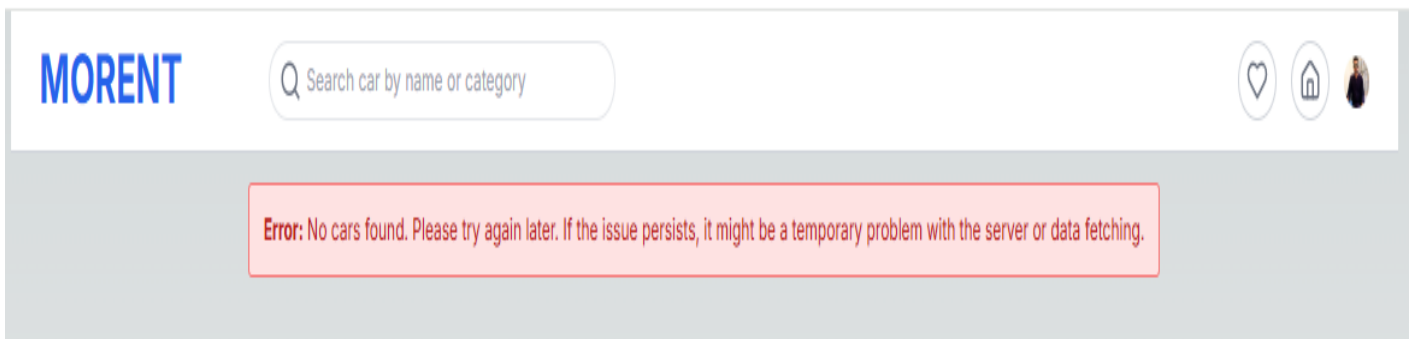 MORENT
Search car by name or category
Error: No cars found. Please try again later. If the issue persists, it might be a temporary problem with the server or data fetching.